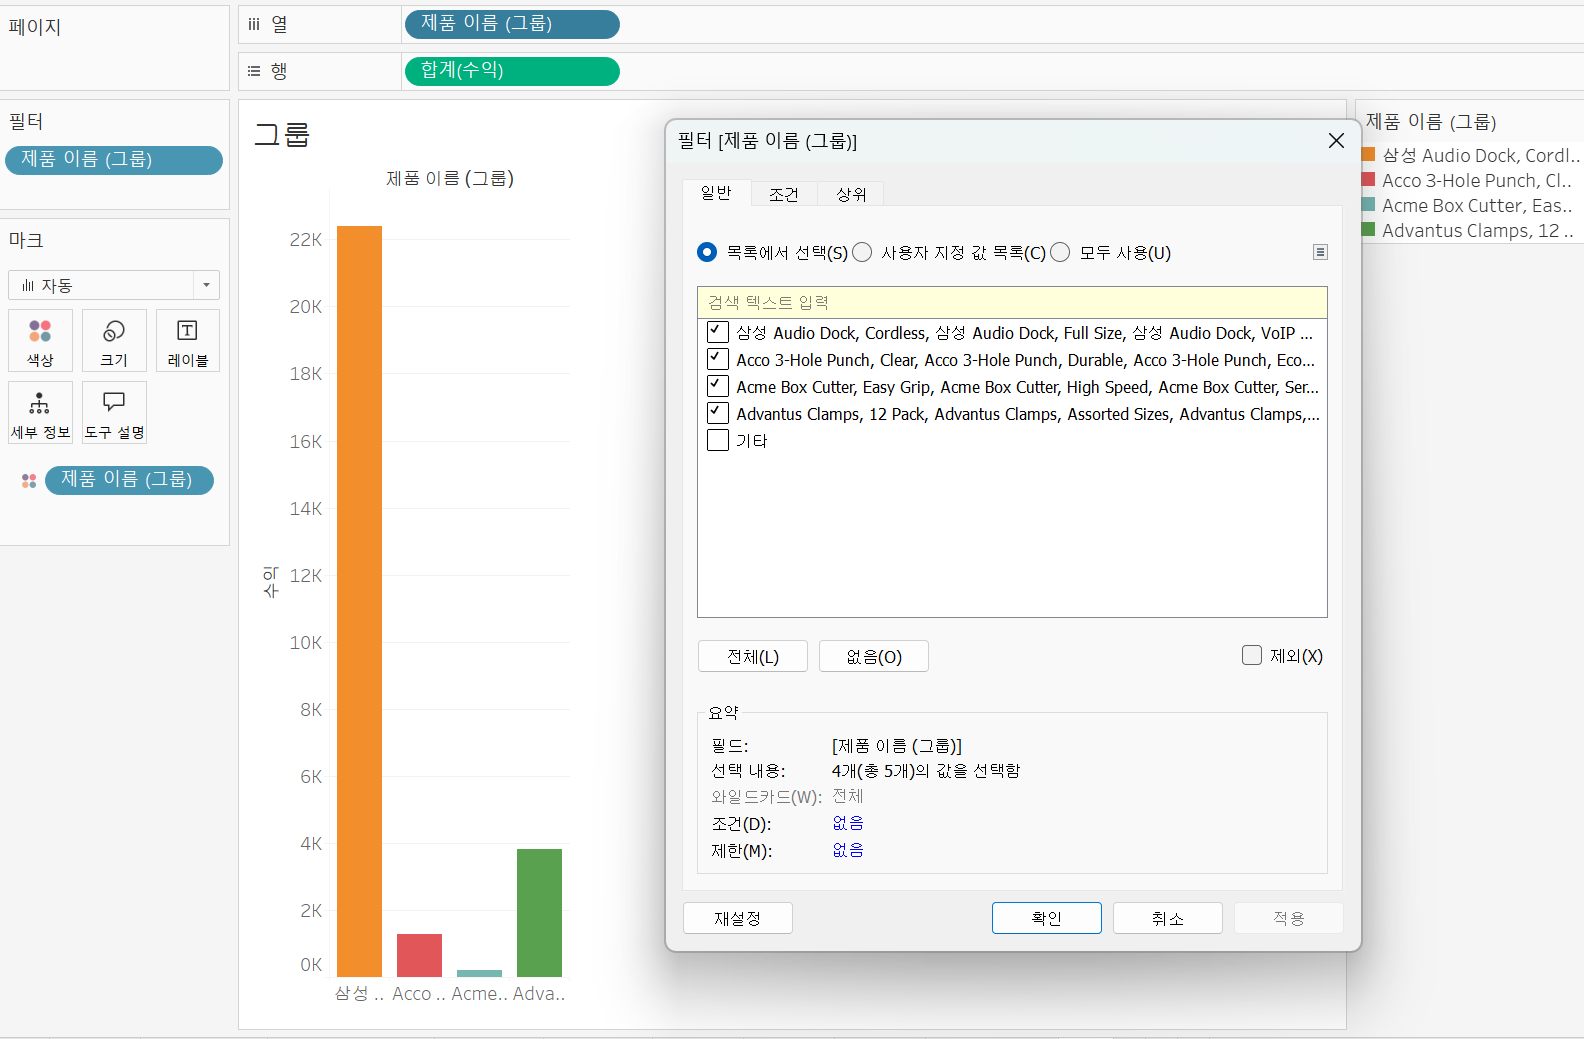 페이지
열
제품 이름 (그룹)
행
합계(수익)
필터
제품 이름 (그룹)
마크
자동
색상
크기
레이블
세부 정보
도구 설명
제품 이름 (그룹)
그룹
제품 이름 (그룹)
수익
22K
20K
18K
16K
14K
12K
10K
8K
6K
4K
2K
0K
삼성 ..
Acco ..
Acme..
Adva..
필터 [제품 이름 (그룹)]
일반
조건
상위
목록에서 선택(S)
사용자 지정 값 목록(C)
모두 사용(U)
검색 텍스트 입력
삼성 Audio Dock, Cordless, 삼성 Audio Dock, Full Size, 삼성 Audio Dock, VoIP ...
Acco 3-Hole Punch, Clear, Acco 3-Hole Punch, Durable, Acco 3-Hole Punch, Eco...
Acme Box Cutter, Easy Grip, Acme Box Cutter, High Speed, Acme Box Cutter, Ser...
Advantus Clamps, 12 Pack, Advantus Clamps, Assorted Sizes, Advantus Clamps,...
기타
전체(L)
없음(O)
제외(X)
요약
필드: [제품 이름 (그룹)]
선택 내용: 4개(총 5개)의 값을 선택함
와일드카드(W): 전체
조건(D): 없음
제한(M): 없음
재설정
확인
취소
적용
제품 이름 (그룹)
삼성 Audio Dock, Cordl..
Acco 3-Hole Punch, Cl..
Acme Box Cutter, Eas..
Advantus Clamps, 12 ..